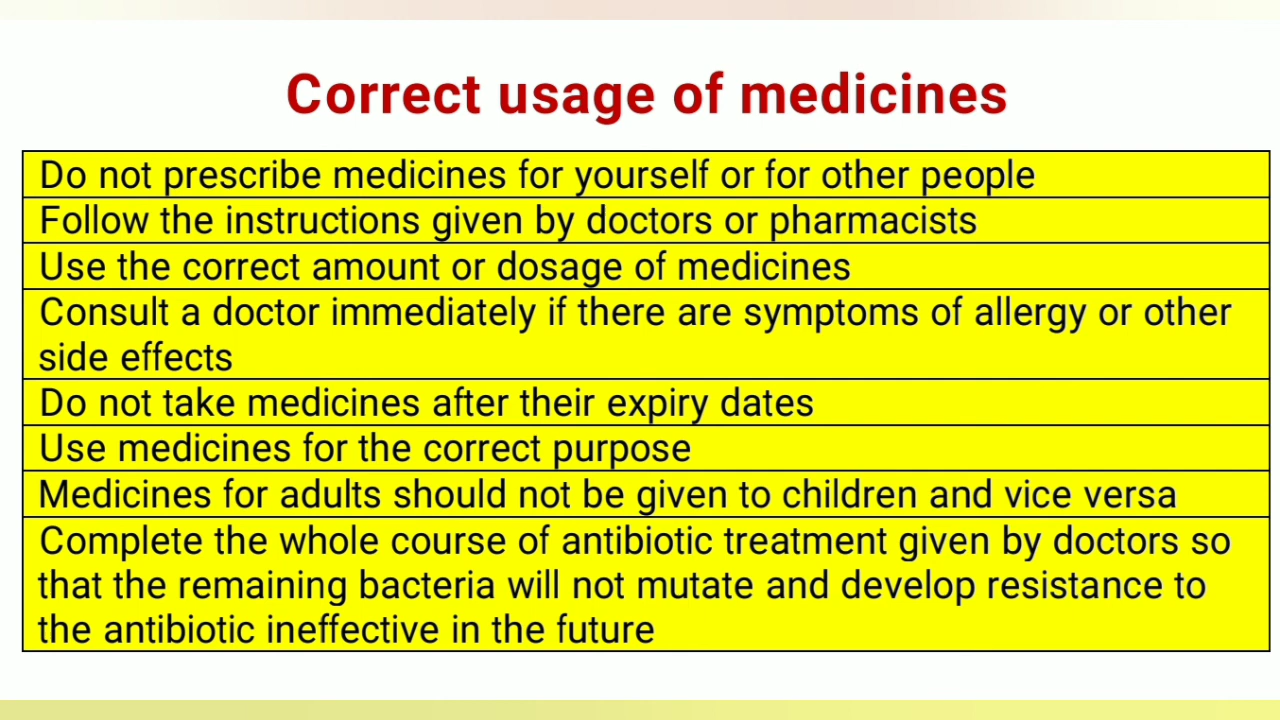 Correct usage of medicines
Do not prescribe medicines for yourself or for other people
Follow the instructions given by doctors or pharmacists
Use the correct amount or dosage of medicines
Consult a doctor immediately if there are symptoms of allergy or other
side effects
Do not take medicines after their expiry dates
Use medicines for the correct purpose
Medicines for adults should not be given to children and vice versa
Complete the whole course of antibiotic treatment given by doctors so
that the remaining bacteria will not mutate and develop resistance to
the antibiotic ineffective in the future